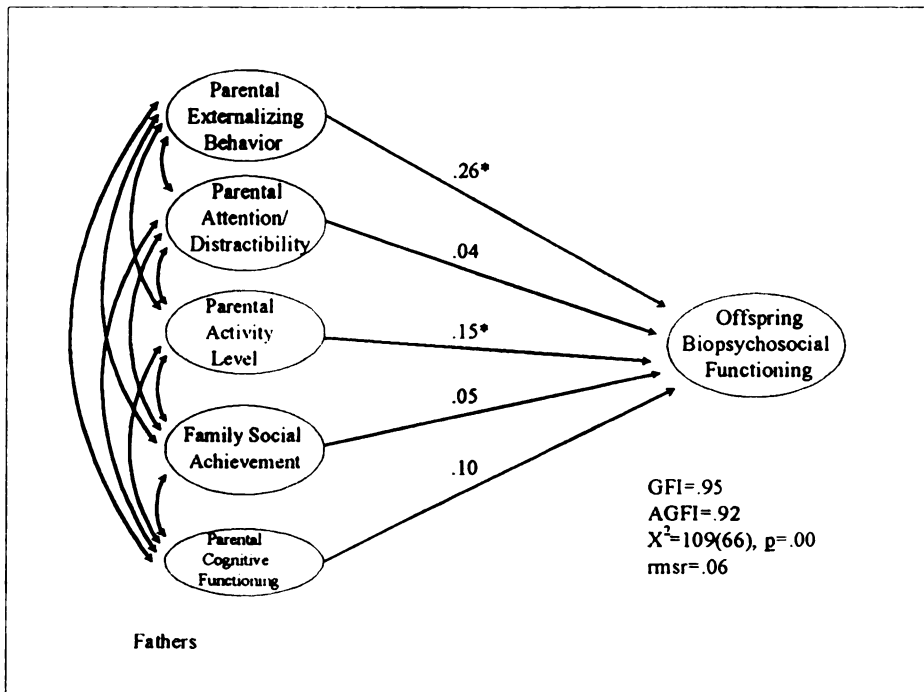 Parental
Externalizing
Behavior
.26*
Parental
Attention/
Distractibility
.04
Parental
Activity
Level
.15*
Offspring
Biopsychosocial
Functioning
.05
Family Social
Achievement
.10
Parental
Cognitive
Functioning
GFI=.95
AGFI=.92
X²=109(66), p=.00
rmsr=.06
Fathers